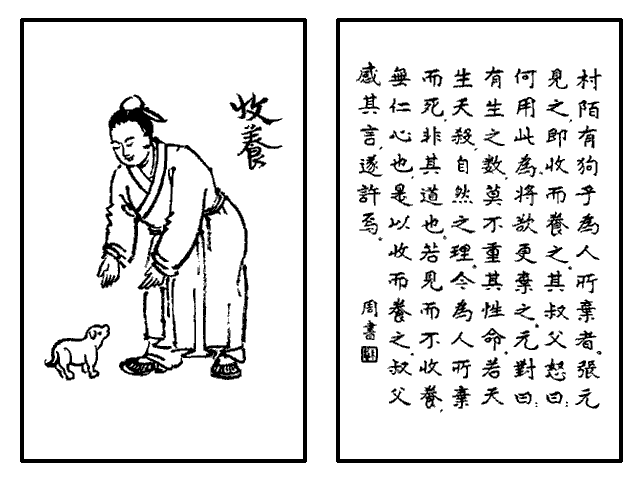 收養
村陌有狗子為人所棄者。張元
見之，即收而養之。其叔父怒曰：
何用此為，將欲更棄之。元對曰：
有生之數，莫不重其性命。若天
生天殺，自然之理。今為人所棄
而死，非其道也。若見而不收養，
無仁心也，是以收而養之。叔父
感其言，遂許焉。
周書